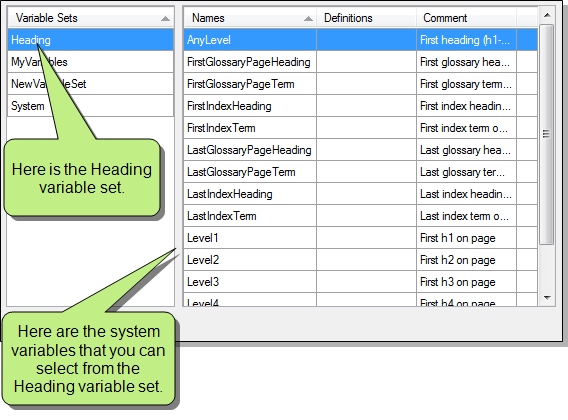 Variable Sets
Heading
MyVariables
NewVariableSet
System
Here is the Heading
variable set.
Names Definitions Comment
AnyLevel First heading (h1-...
FirstGlossaryPageHeading First glossary hea...
FirstGlossaryPageTerm First glossary term...
FirstIndexHeading First index headin...
FirstIndexTerm First index term o...
LastGlossaryPageHeading Last glossary hea...
LastGlossaryPageTerm Last glossary ter...
LastIndexHeading Last index headin...
LastIndexTerm Last index term o...
Level1 First h1 on page
Level2 First h2 on page
Level3 First h3 on page
Level4 First h4 on page
Here are the system
variables that you can
select from the
Heading variable set.